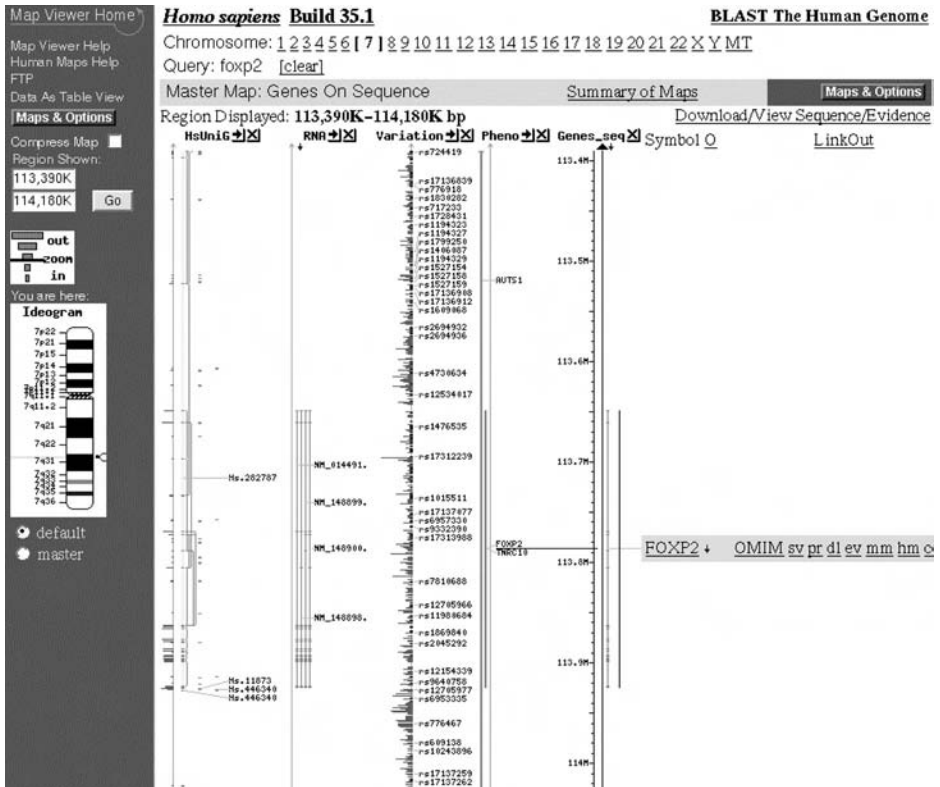 Map Viewer Home
Map Viewer Help
Human Maps Help
FTP
Data As Table View
Maps & Options
Compress Map
Region Shown:
113,390K
114,180K
Go
out
zoom
in
You are here:
Ideogram
7p22
7p21
7p15
7p14
7p13
7p12
7q11.2
7q21
7q22
7q31
7q32
7q35
7q36
default
master
Homo sapiens Build 35.1
BLAST The Human Genome
Chromosome: 1 2 3 4 5 6 [ 7 ] 8 9 10 11 12 13 14 15 16 17 18 19 20 21 22 X Y MT
Query: foxp2 [clear]
Master Map: Genes On Sequence Summary of Maps Maps & Options
Region Displayed: 113,390K–114,180K bp Download/View Sequence/Evidence
HsUniG RNA Variation Pheno Genes_seq Symbol O LinkOut
Hs.282787
Hs.11873
Hs.446340
Hs.446340
NM_014491.
NM_148899.
NM_148900.
NM_148898.
rs724419
rs17136839
rs776918
rs1830282
rs717233
rs1728431
rs1194323
rs1194327
rs1799250
rs1406087
rs1194329
rs1527154
rs1527158
rs1527159
rs17136908
rs17136912
rs1609068
rs2694932
rs2694936
rs4730634
rs12534017
rs1476535
rs17312239
rs1015511
rs17137077
rs6957330
rs9332390
rs17313988
rs7810688
rs12705966
rs11980684
rs1869840
rs2045292
rs12154339
rs9640758
rs12705977
rs6953335
rs776467
rs609138
rs10243896
rs17137259
rs17137262
AUTS1
FOXP2
TNRC10
113.4M
113.5M
113.6M
113.7M
113.8M
113.9M
114M
FOXP2 OMIM sv pr dl ev mm hm